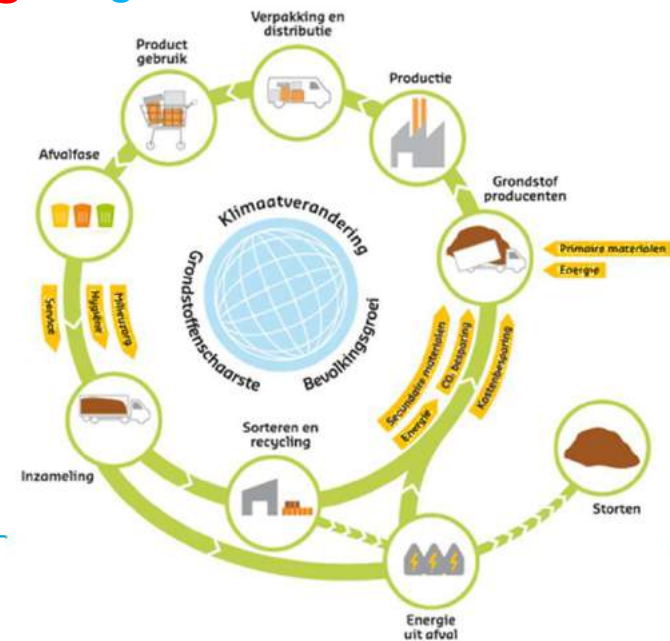 Verpakking en
distributie
Product
gebruik
Productie
Afvalfase
Grondstof
producenten
Klimaatverandering
Grondstoffenschaarste
Bevolkingsgroei
Primaire materialen
Energie
Service
Hygiëne
Milieuzorg
Secundaire materialen
Energie
CO₂ besparing
Kostenbesparing
Sorteren en
recycling
Inzameling
Storten
Energie
uit afval